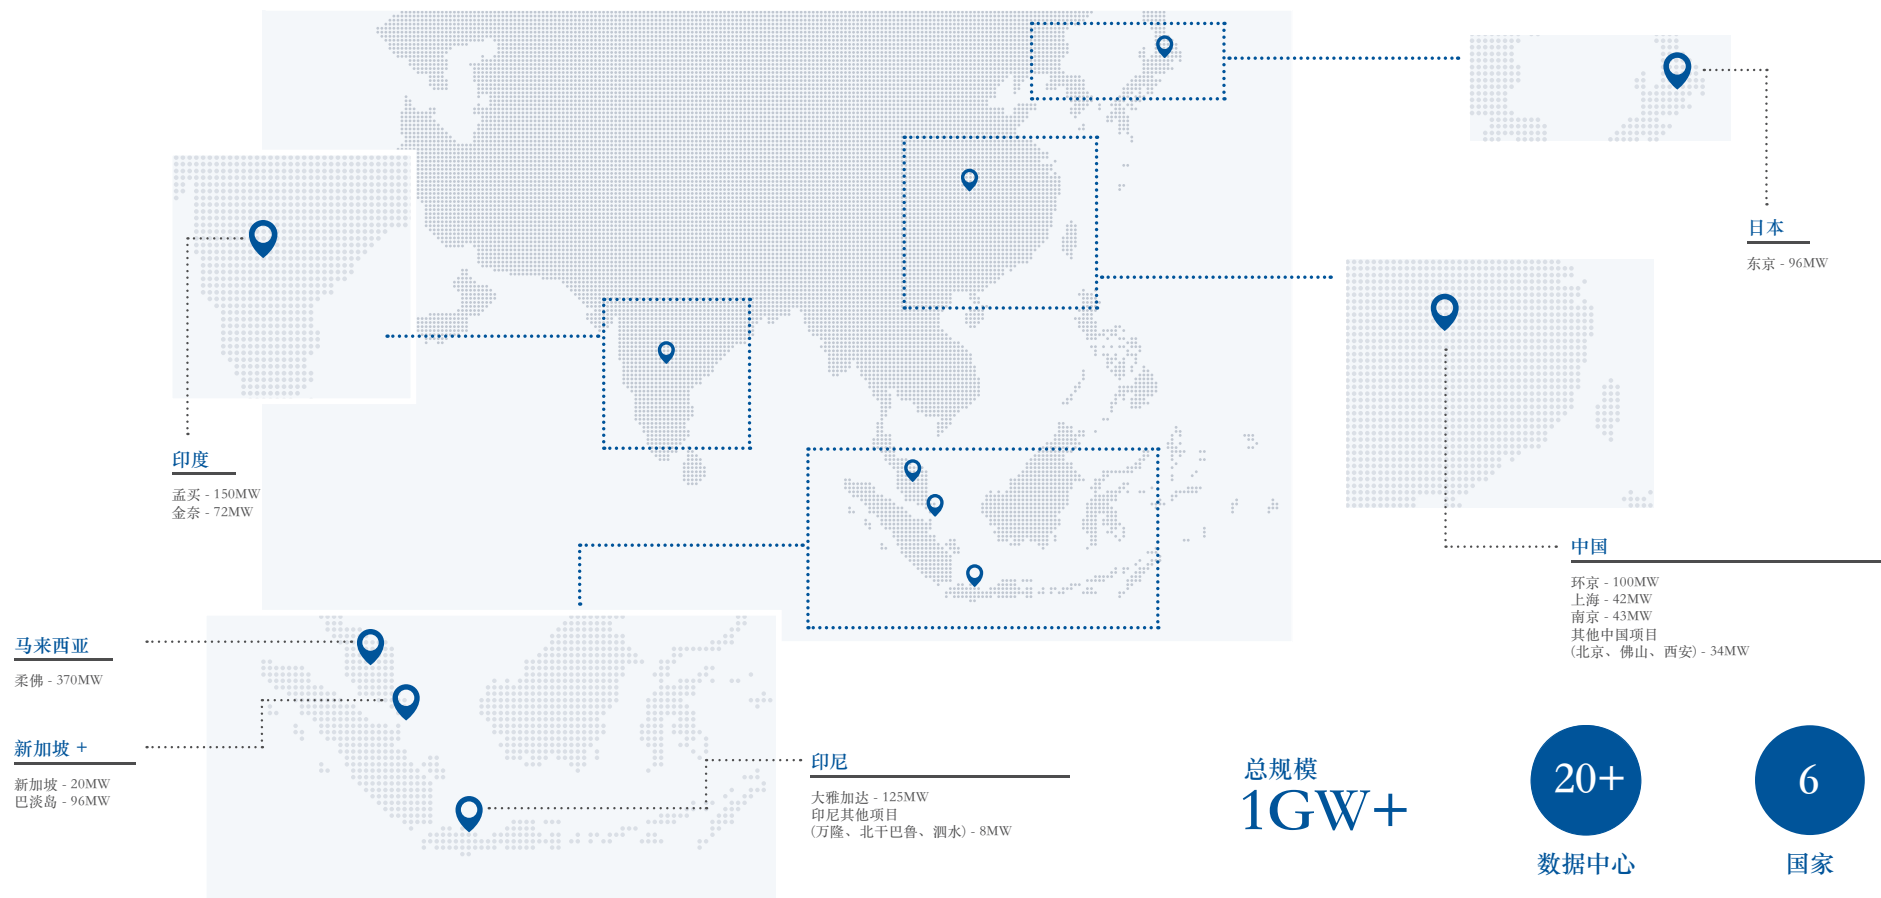 日本
东京 - 96MW
印度
孟买 - 150MW
金奈 - 72MW
中国
环京 - 100MW
上海 - 42MW
南京 - 43MW
其他中国项目
(北京、佛山、西安) - 34MW
马来西亚
柔佛 - 370MW
新加坡 +
新加坡 - 20MW
巴淡岛 - 96MW
印尼
大雅加达 - 125MW
印尼其他项目
(万隆、北干巴鲁、泗水) - 8MW
总规模
1GW+
20+
数据中心
6
国家